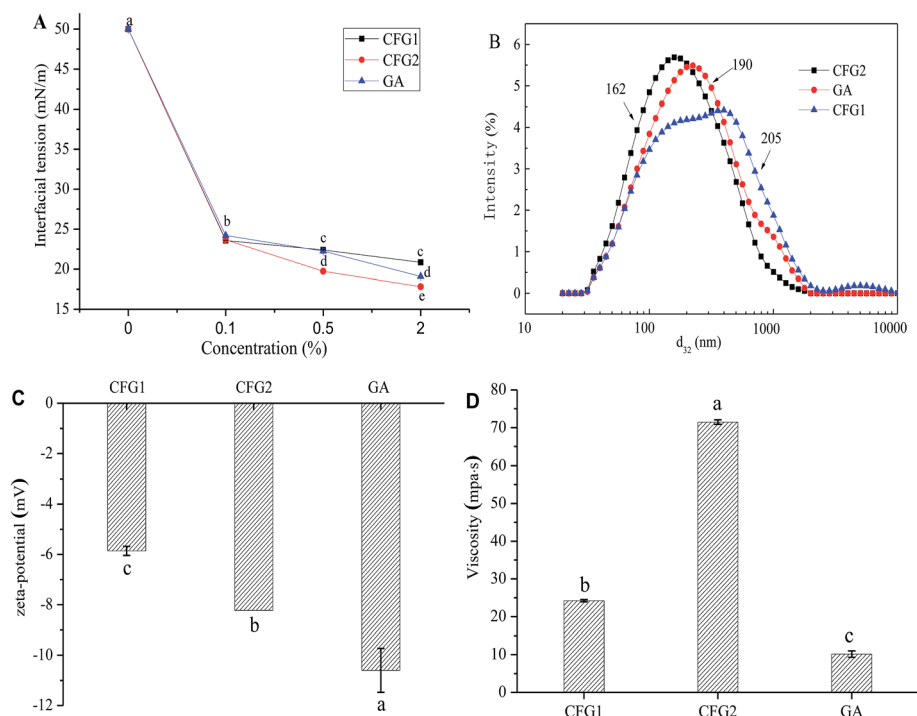 A
Interfacial tension (mN/m)
50
45
40
35
30
25
20
15
a
b
c
d
c
d
e
CFG1
CFG2
GA
0
0.1
0.5
2
Concentration (%)
B
Intensity (%)
6
5
4
3
2
1
0
162
190
205
CFG2
GA
CFG1
10
100
1000
10000
d32 (nm)
C
CFG1
CFG2
GA
zeta-potential (mV)
0
-2
-4
-6
-8
-10
-12
c
b
a
D
Viscosity (mpa·s)
80
70
60
50
40
30
20
10
0
b
a
c
CFG1
CFG2
GA